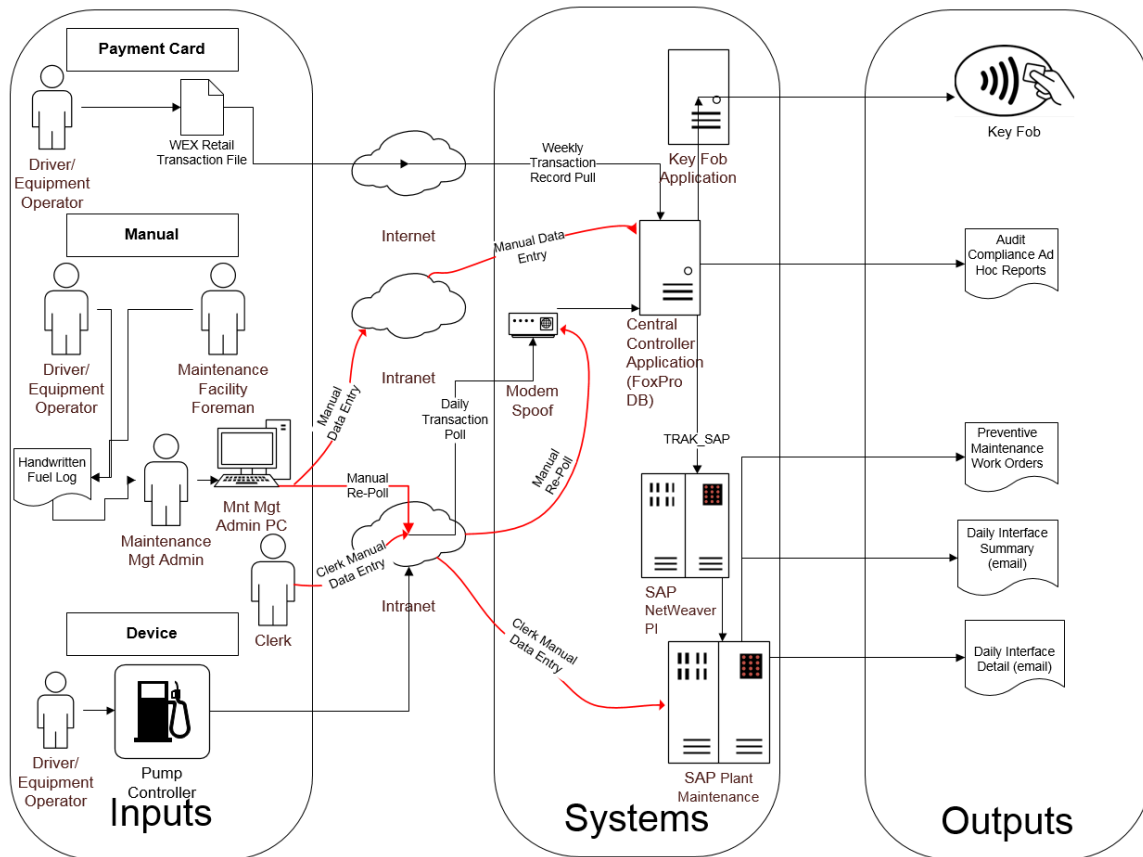 Payment Card
Driver/
Equipment
Operator
WEX Retail
Transaction File
Manual
Driver/
Equipment
Operator
Maintenance
Facility
Foreman
Handwritten
Fuel Log
Maintenance
Mgt Admin
Mnt Mgt
Admin PC
Clerk
Device
Driver/
Equipment
Operator
Pump
Controller
Inputs
Internet
Intranet
Intranet
Manual
Data Entry
Manual
Re-Poll
Clerk Manual
Data Entry
Daily
Transaction
Poll
Weekly
Transaction
Record Pull
Manual Data
Entry
Manual
Re-Poll
Clerk Manual
Data Entry
Key Fob
Application
Modem
Spoof
Central
Controller
Application
(FoxPro
DB)
TRAK_SAP
SAP
NetWeaver
PI
SAP Plant
Maintenance
Systems
Key Fob
Audit
Compliance Ad
Hoc Reports
Preventive
Maintenance
Work Orders
Daily Interface
Summary
(email)
Daily Interface
Detail (email)
Outputs